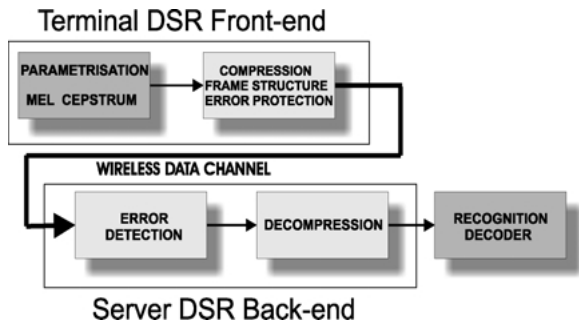 Terminal DSR Front-end
PARAMETRISATION
MEL CEPSTRUM
COMPRESSION
FRAME STRUCTURE
ERROR PROTECTION
WIRELESS DATA CHANNEL
ERROR
DETECTION
DECOMPRESSION
RECOGNITION
DECODER
Server DSR Back-end